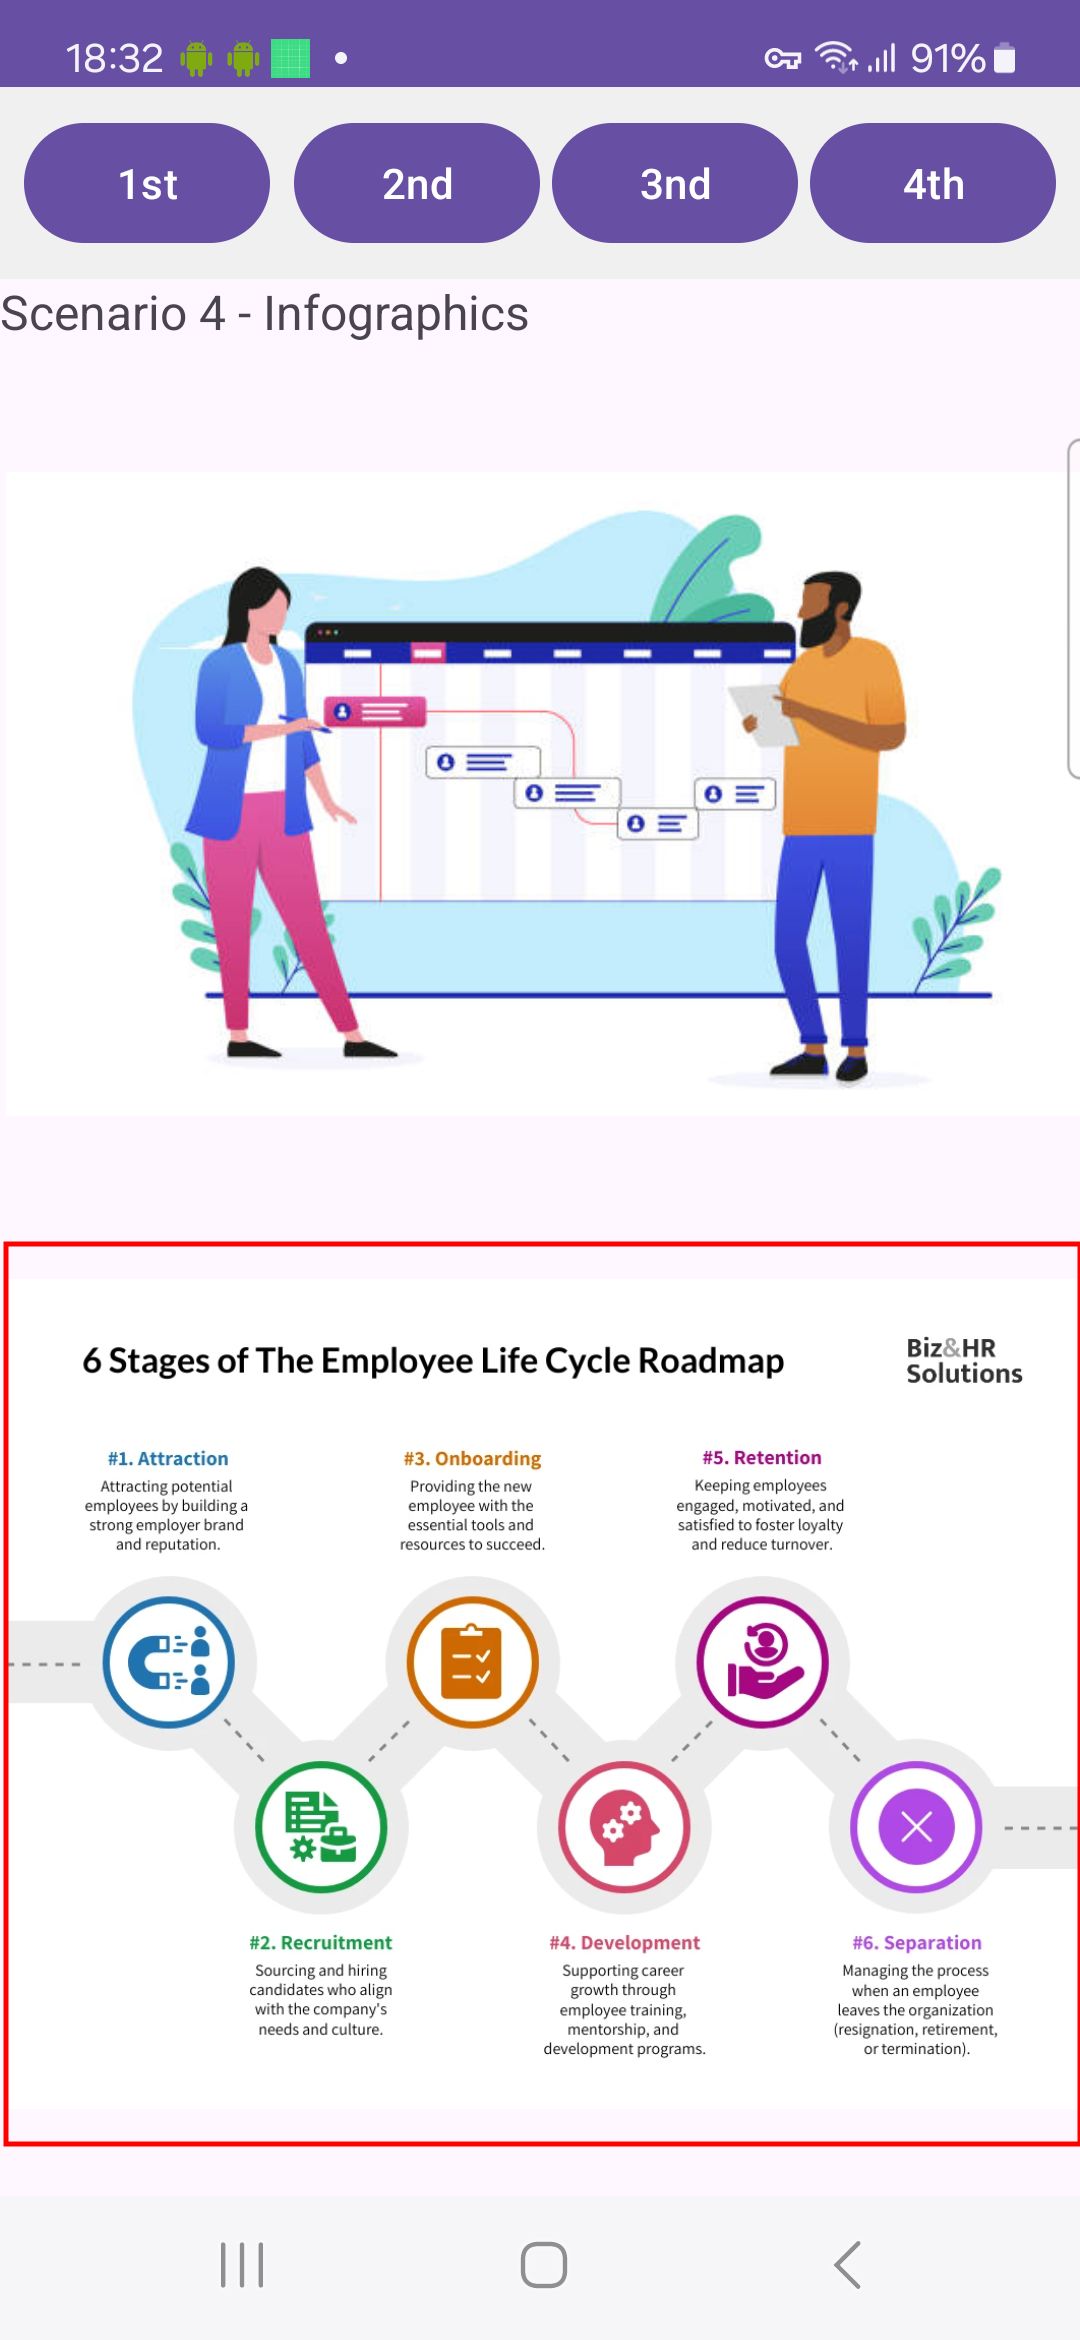 18:32
91%
1st
2nd
3nd
4th
Scenario 4 - Infographics
6 Stages of The Employee Life Cycle Roadmap
Biz&HR
Solutions
#1. Attraction
Attracting potential
employees by building a
strong employer brand
and reputation.
#3. Onboarding
Providing the new
employee with the
essential tools and
resources to succeed.
#5. Retention
Keeping employees
engaged, motivated, and
satisfied to foster loyalty
and reduce turnover.
#2. Recruitment
Sourcing and hiring
candidates who align
with the company's
needs and culture.
#4. Development
Supporting career
growth through
employee training,
mentorship, and
development programs.
#6. Separation
Managing the process
when an employee
leaves the organization
(resignation, retirement,
or termination).